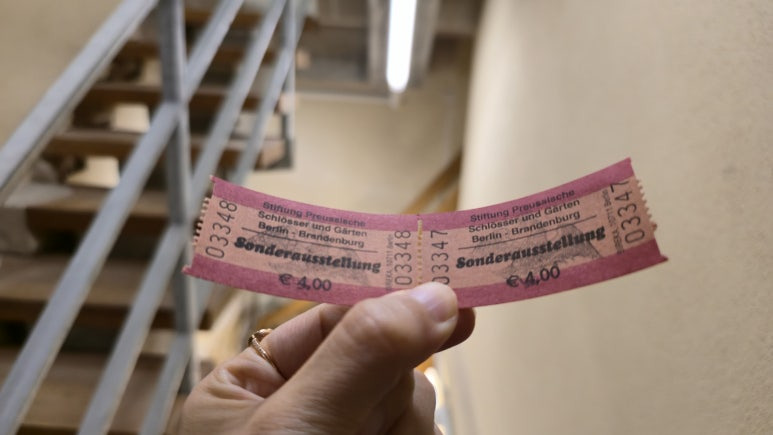 03348
Stiftung Preussische
Schlösser und Gärten
Berlin - Brandenburg
Sonderausstellung
€ 4,00
03348
03347
Stiftung Preussische
Schlösser und Gärten
Berlin - Brandenburg
Sonderausstellung
€ 4,00
03347